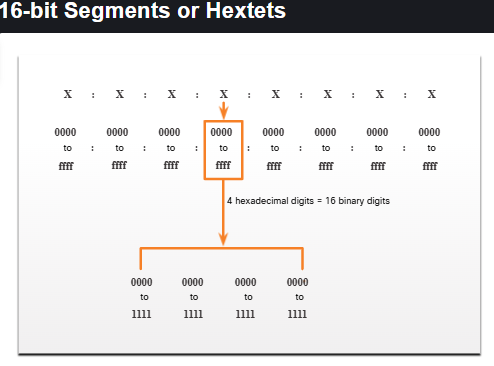 16-bit Segments or Hextets
X : X : X : X : X : X : X : X
0000 0000 0000 0000 0000 0000 0000 0000
to : to : to : to : to : to : to : to
ffff ffff ffff ffff ffff ffff ffff ffff
4 hexadecimal digits = 16 binary digits
0000 0000 0000 0000
to to to to
1111 1111 1111 1111